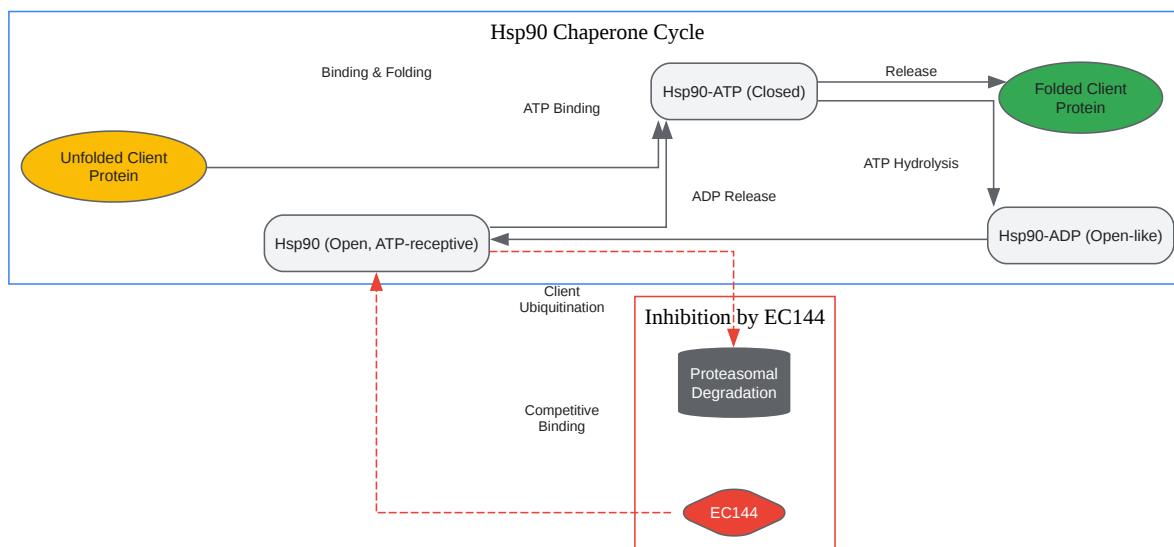 Hsp90 Chaperone Cycle
Binding & Folding
Release
Hsp90-ATP (Closed)
Folded Client
Protein
ATP Binding
Unfolded Client
Protein
ATP Hydrolysis
ADP Release
Hsp90 (Open, ATP-receptive)
Hsp90-ADP (Open-like)
Client
Ubiquitination
Inhibition by EC144
Proteasomal
Degradation
Competitive
Binding
EC144